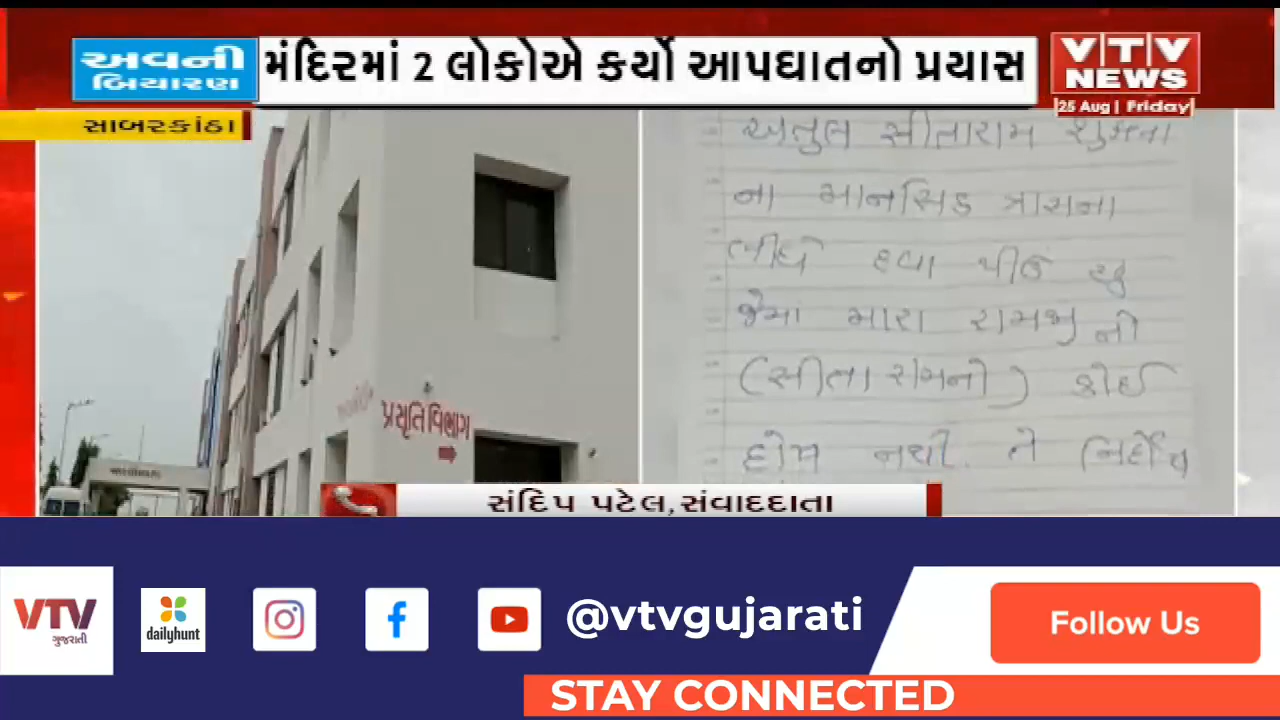 અવની
બિચારણ
મંદિરમાં 2 લોકોએ કર્યો આપઘાતનો પ્રયાસ
VTV
NEWS
25 Aug | Friday
સાબરકાંઠા
અતુલ સીતારામ
ના માનસિક ત્રાસના
લીધે દવા પીઉ છુ
જેમા મારા રામજી ની
(સીતારામનો) કોઈ
દોષ નથી. તે નિર્દોષ
પ્રસૃતિ વિભાગ
સંદિપ પટેલ,સંવાદદાતા
VTV
ગુજરાતી
dailyhunt
@vtvgujarati
Follow Us
STAY CONNECTED